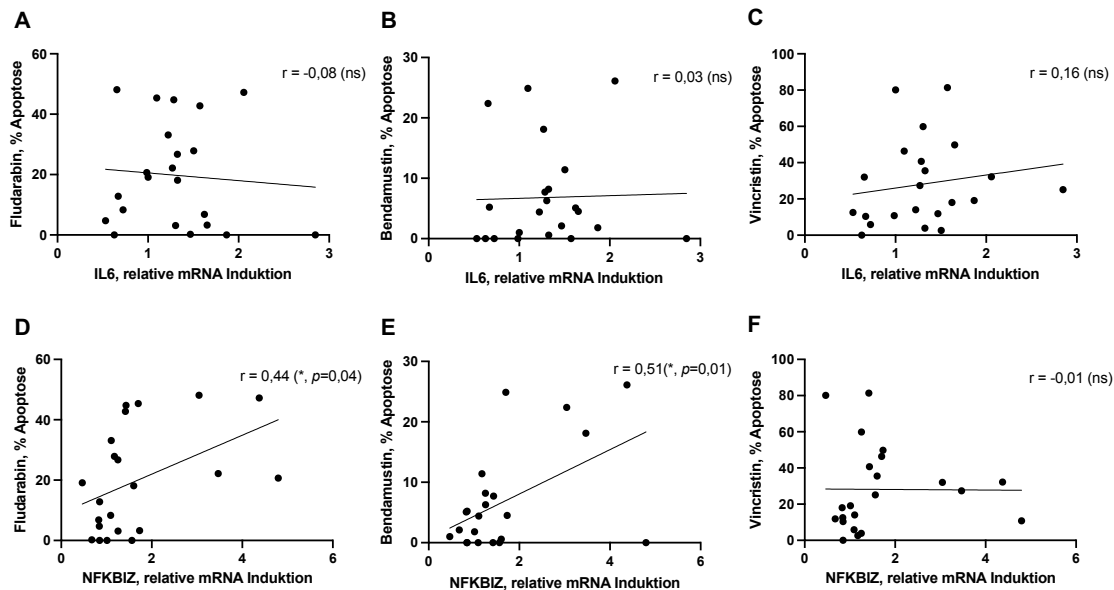 A
r = -0,08 (ns)
Fludarabin, % Apoptose
60
40
20
0
0 1 2 3
IL6, relative mRNA Induktion
B
r = 0,03 (ns)
Bendamustin, % Apoptose
30
20
10
0
0 1 2 3
IL6, relative mRNA Induktion
C
r = 0,16 (ns)
Vincristin, % Apoptose
100
80
60
40
20
0
0 1 2 3
IL6, relative mRNA Induktion
D
r = 0,44 (*, p=0,04)
Fludarabin, % Apoptose
60
40
20
0
0 2 4 6
NFKBIZ, relative mRNA Induktion
E
r = 0,51(*, p=0,01)
Bendamustin, % Apoptose
30
20
10
0
0 2 4 6
NFKBIZ, relative mRNA Induktion
F
r = -0,01 (ns)
Vincristin, % Apoptose
100
80
60
40
20
0
0 2 4 6
NFKBIZ, relative mRNA Induktion